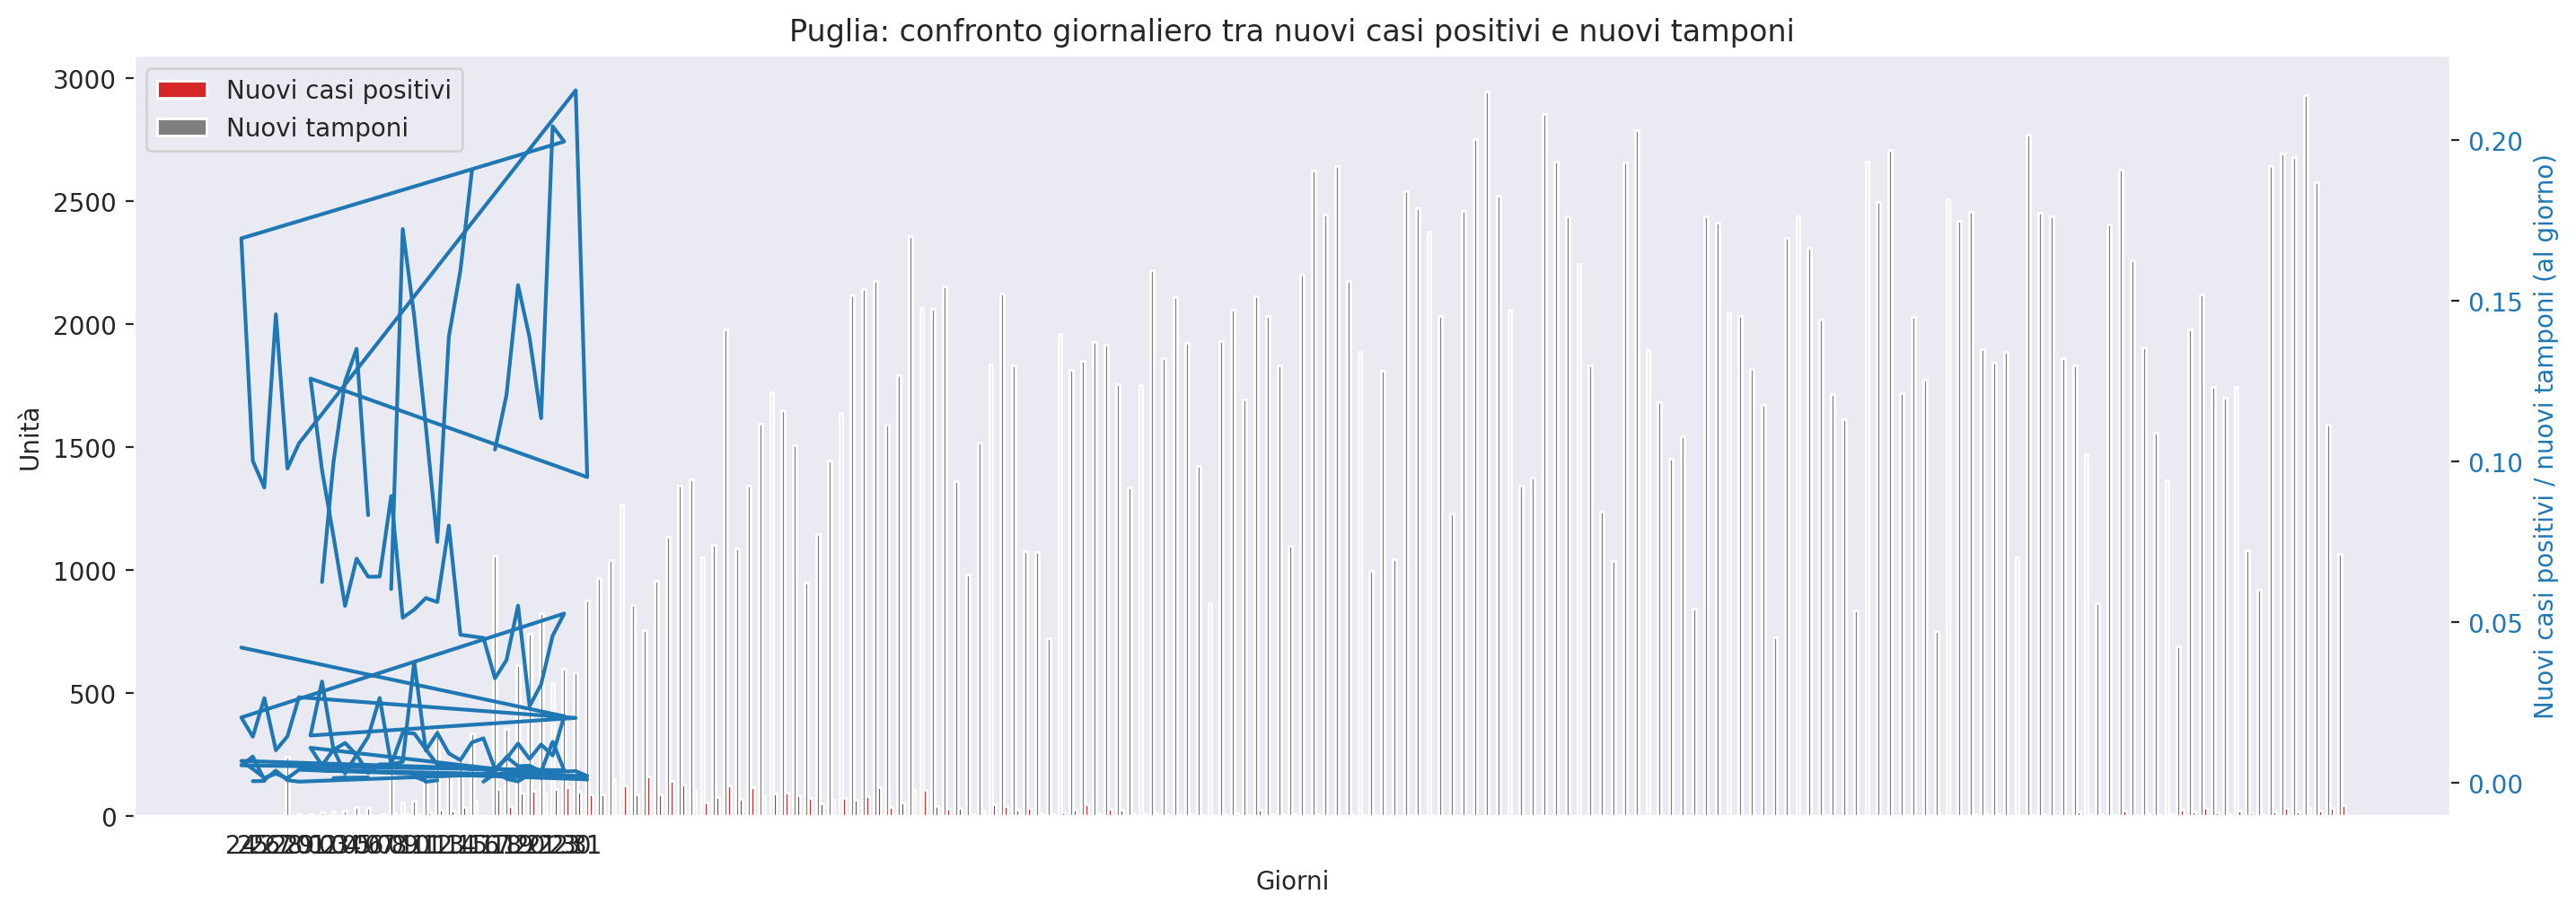 Puglia: confronto giornaliero tra nuovi casi positivi e nuovi tamponi
Nuovi casi positivi
Nuovi tamponi
3000
2500
2000
1500
1000
500
0
Unità
0.20
0.15
0.10
0.05
0.00
Nuovi casi positivi / nuovi tamponi (al giorno)
Giorni